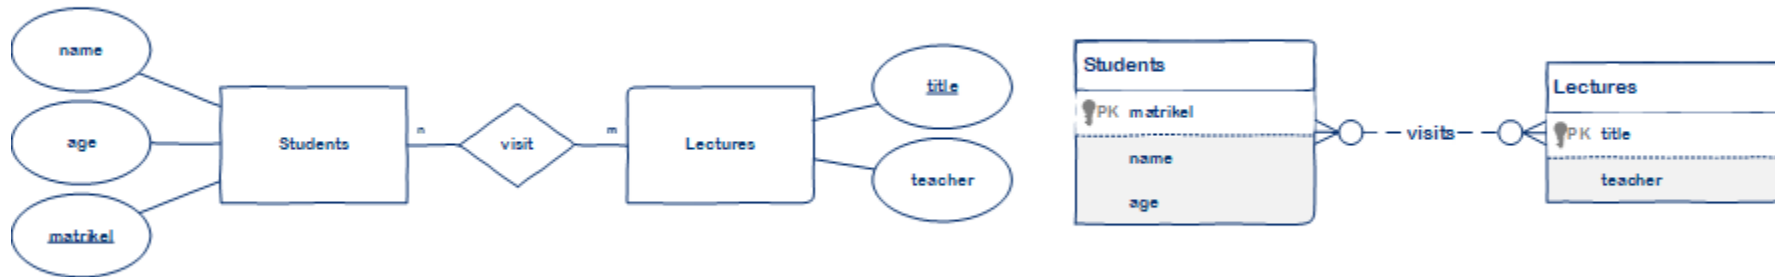 name
age
matrikel
Students
n
visit
m
Lectures
title
teacher
Students
PK matrikel
name
age
visits
Lectures
PK title
teacher